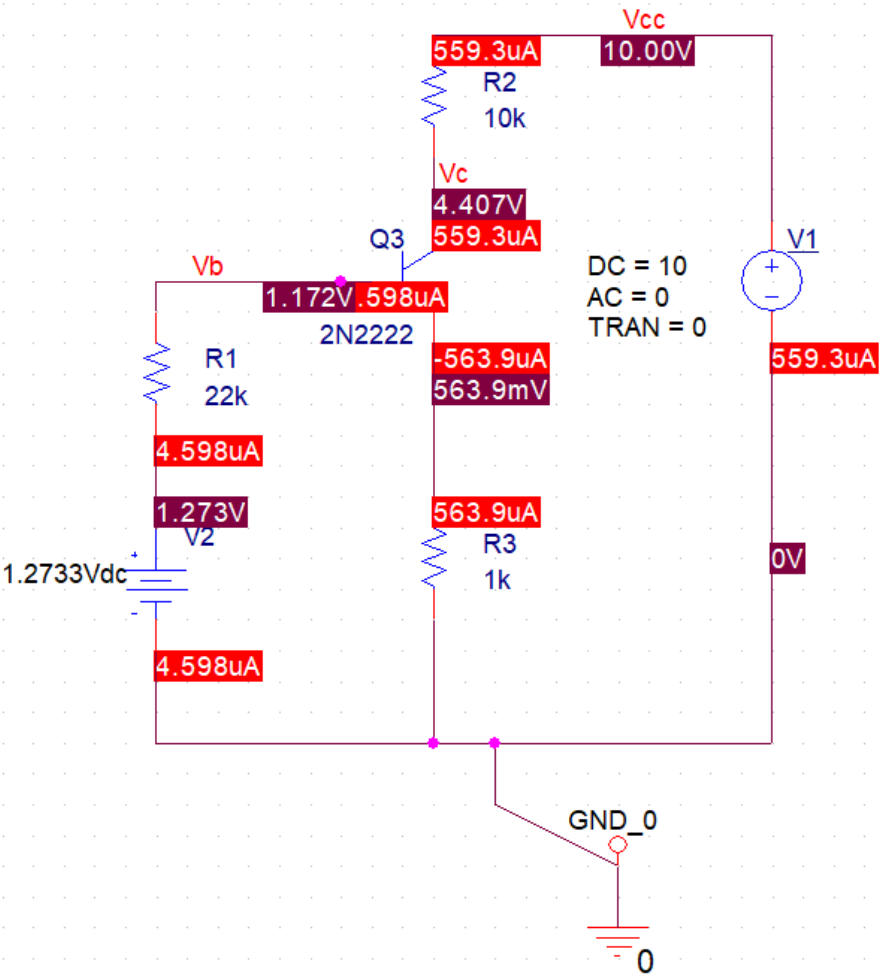 Vcc
559.3uA
10.00V
R2
10k
Vc
4.407V
559.3uA
Q3
V1
+
−
DC = 10
AC = 0
TRAN = 0
Vb
1.172V
.598uA
2N2222
-563.9uA
563.9mV
559.3uA
R1
22k
4.598uA
1.273V
V2
563.9uA
R3
1k
0V
+
1.2733Vdc
-
4.598uA
GND_0
0